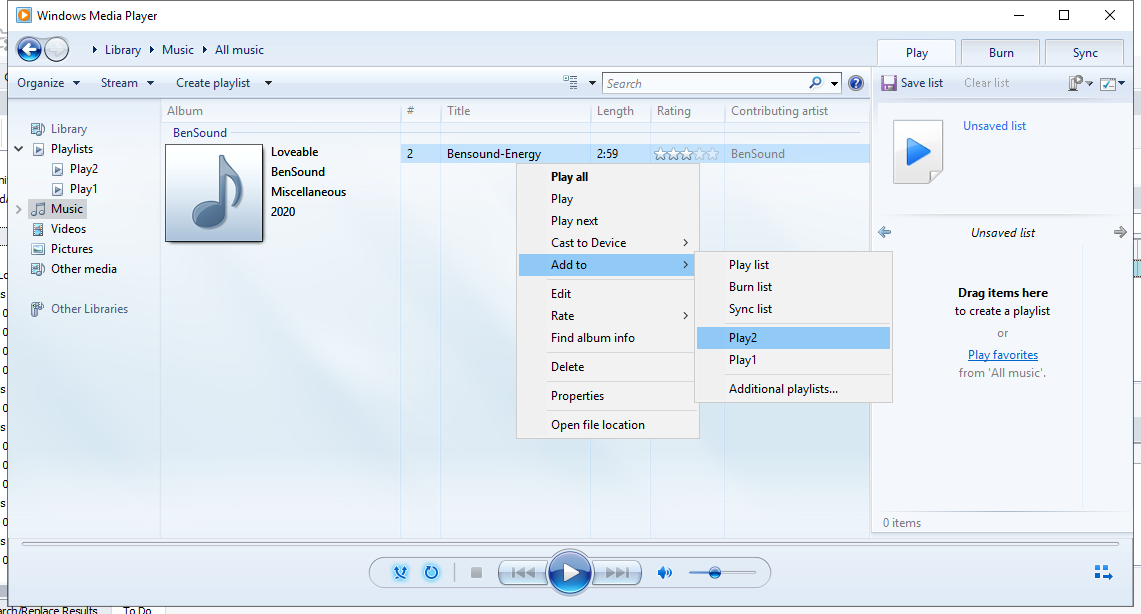 Windows Media Player
Library Music All music
Play Burn Sync
Organize Stream Create playlist Search Save list Clear list
Album # Title Length Rating Contributing artist
BenSound
Loveable
BenSound
Miscellaneous
2020
2 Bensound-Energy 2:59 BenSound
Library
Playlists
Play2
Play1
Music
Videos
Pictures
Other media
Other Libraries
Play all
Play
Play next
Cast to Device
Add to
Edit
Rate
Find album info
Delete
Properties
Open file location
Play list
Burn list
Sync list
Play2
Play1
Additional playlists...
Unsaved list
Unsaved list
Drag items here
to create a playlist
or
Play favorites
from 'All music'.
0 items
arch/Replace Results To Do